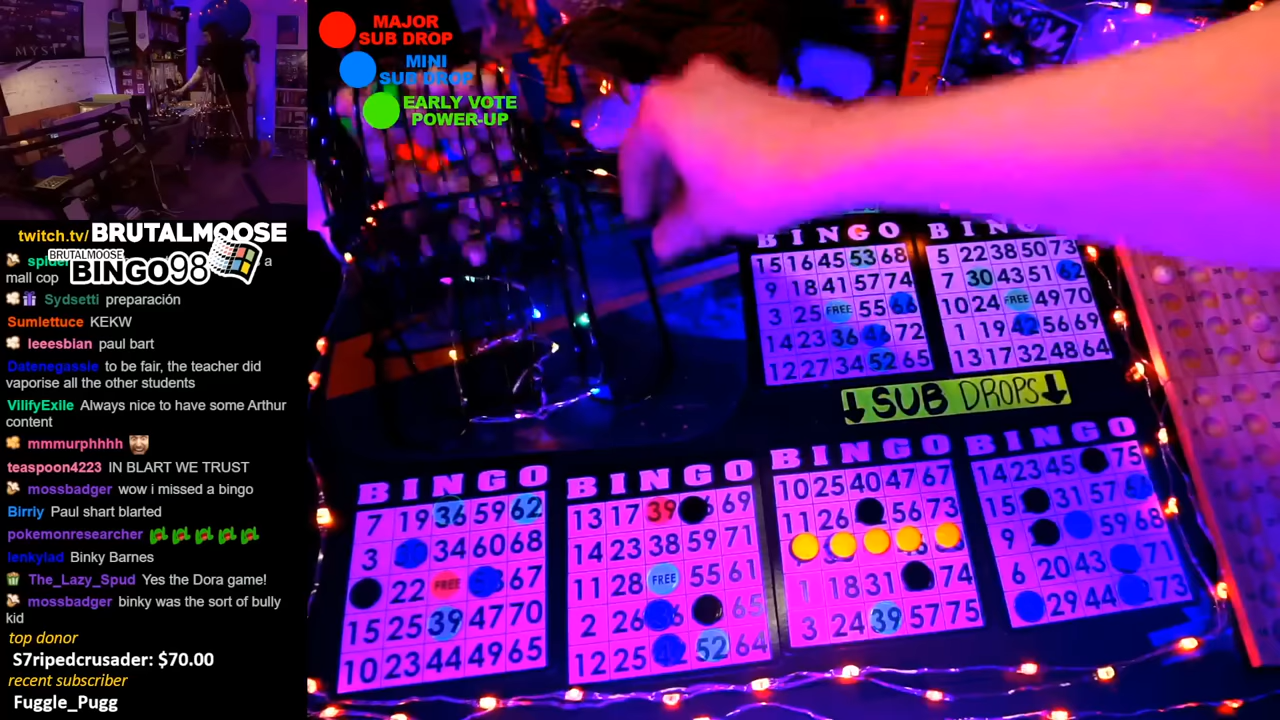 MYST
MAJOR
SUB DROP
MINI
SUB DROP
EARLY VOTE
POWER-UP
twitch.tv/BRUTALMOOSE
BRUTALMOOSE
BINGO98
a
mall cop
Sydsetti preparación
Sumlettuce KEKW
leeesbian paul bart
Datenegassie to be fair, the teacher did
vaporise all the other students
VilifyExile Always nice to have some Arthur
content
mmmurphhhh
teaspoon4223 IN BLART WE TRUST
mossbadger wow i missed a bingo
Birriy Paul shart blarted
pokemonresearcher
lenkylad Binky Barnes
The_Lazy_Spud Yes the Dora game!
mossbadger binky was the sort of bully
kid
top donor
S7ripedcrusader: $70.00
recent subscriber
Fuggle_Pugg
BINGO
15 16 45 53 68
9 18 41 57 74
3 25 FREE 55 66
14 23 36 46 72
12 27 34 52 65
BINGO
5 22 38 50 73
7 30 43 51 62
10 24 FREE 49 70
1 19 42 56 69
13 17 32 48 64
↓SUB DROPS↓
BINGO
7 19 36 59 62
3 34 60 68
22 FREE 67
15 25 39 47 70
10 23 44 49 65
BINGO
13 17 39 69
14 23 38 59 71
11 28 FREE 55 61
2 26 65
12 25 42 52 64
BINGO
10 25 40 47 67
11 26 56 73
1 18 31 74
3 24 39 57 75
BINGO
14 23 45 75
15 31 57
9 59 68
6 20 43 71
29 44 73